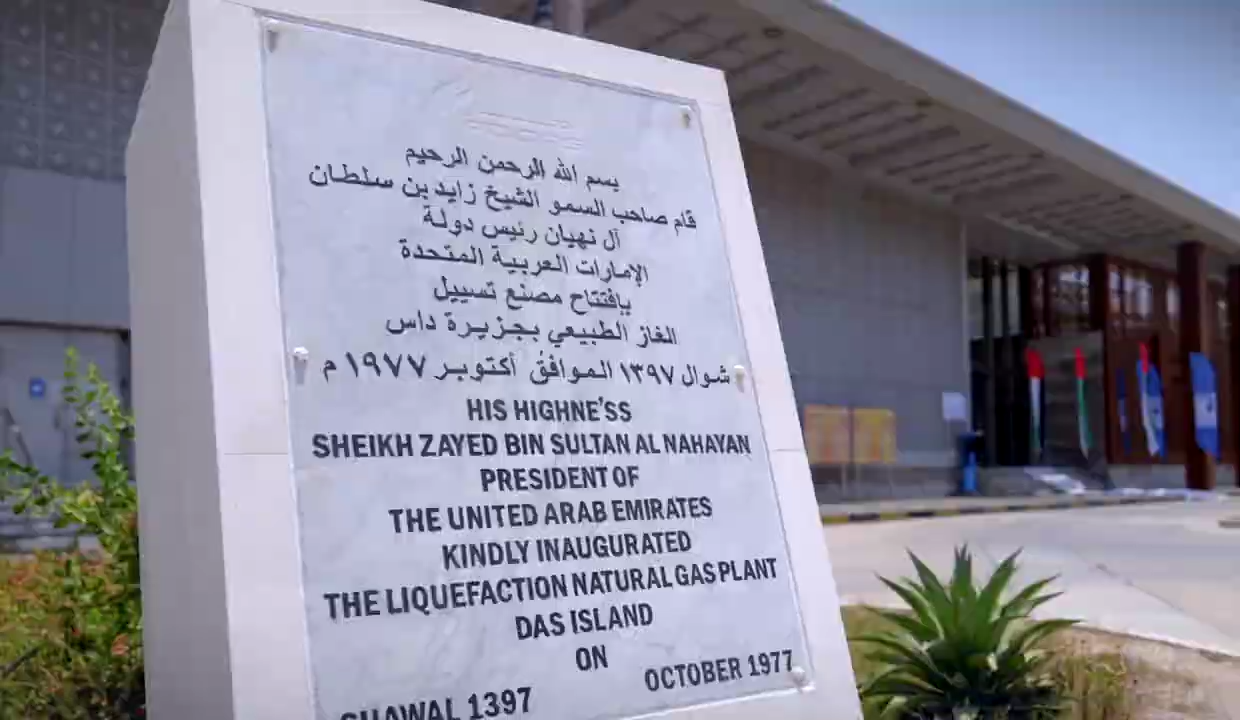 بسم الله الرحمن الرحيم
قام صاحب السمو الشيخ زايد بن سلطان
آل نهيان رئيس دولة
الإمارات العربية المتحدة
بإفتتاح مصنع تسييل
الغاز الطبيعي بجزيرة داس
شوال ١٣٩٧ الموافق أكتوبر ١٩٧٧ م
HIS HIGHNE'SS
SHEIKH ZAYED BIN SULTAN AL NAHAYAN
PRESIDENT OF
THE UNITED ARAB EMIRATES
KINDLY INAUGURATED
THE LIQUEFACTION NATURAL GAS PLANT
DAS ISLAND
ON
SHAWAL 1397 OCTOBER 1977